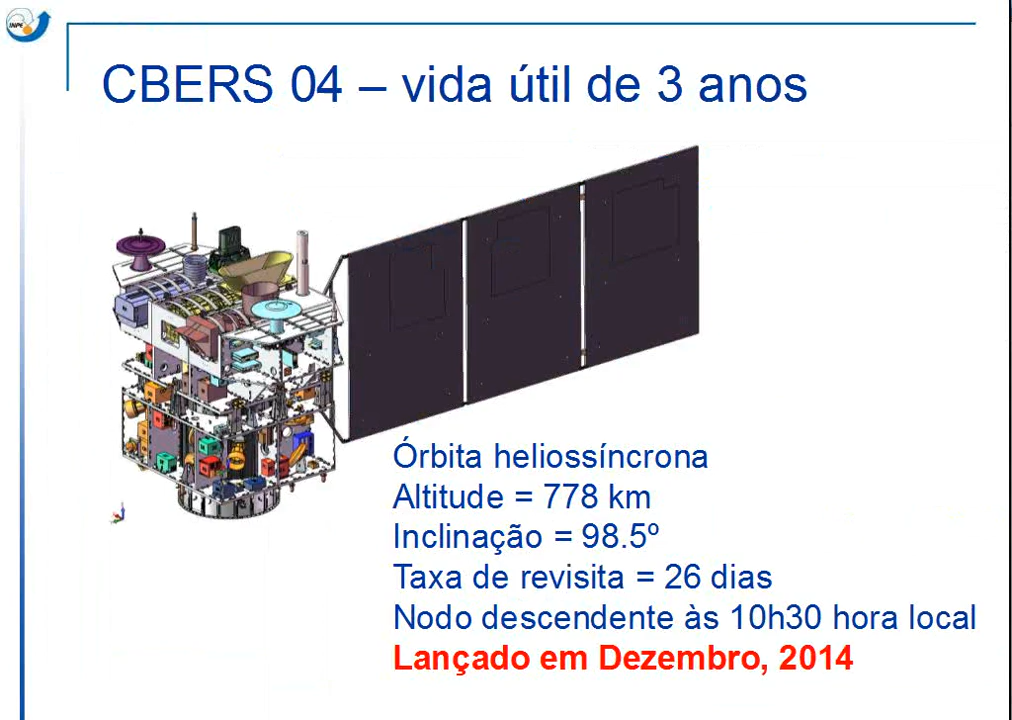 INPE
CBERS 04 – vida útil de 3 anos
Órbita heliossíncrona
Altitude = 778 km
Inclinação = 98.5º
Taxa de revisita = 26 dias
Nodo descendente às 10h30 hora local
Lançado em Dezembro, 2014